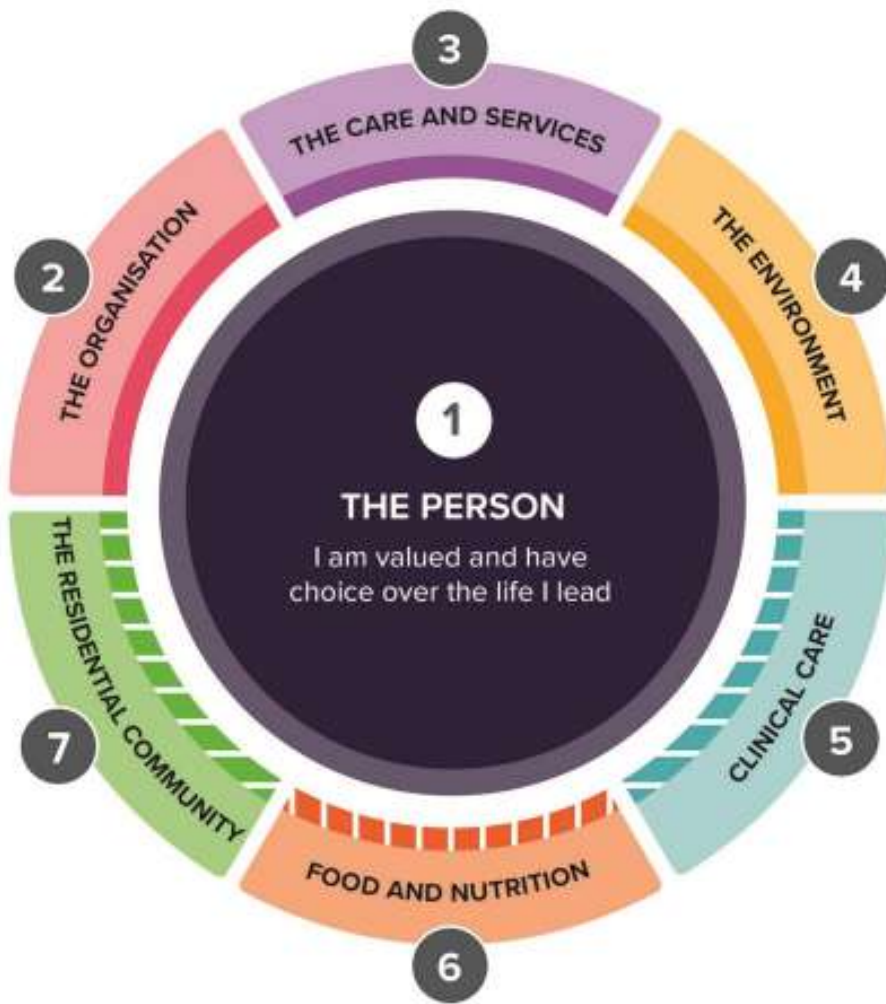 1
THE PERSON
I am valued and have
choice over the life I lead
2
THE ORGANISATION
3
THE CARE AND SERVICES
4
THE ENVIRONMENT
5
CLINICAL CARE
6
FOOD AND NUTRITION
7
THE RESIDENTIAL COMMUNITY